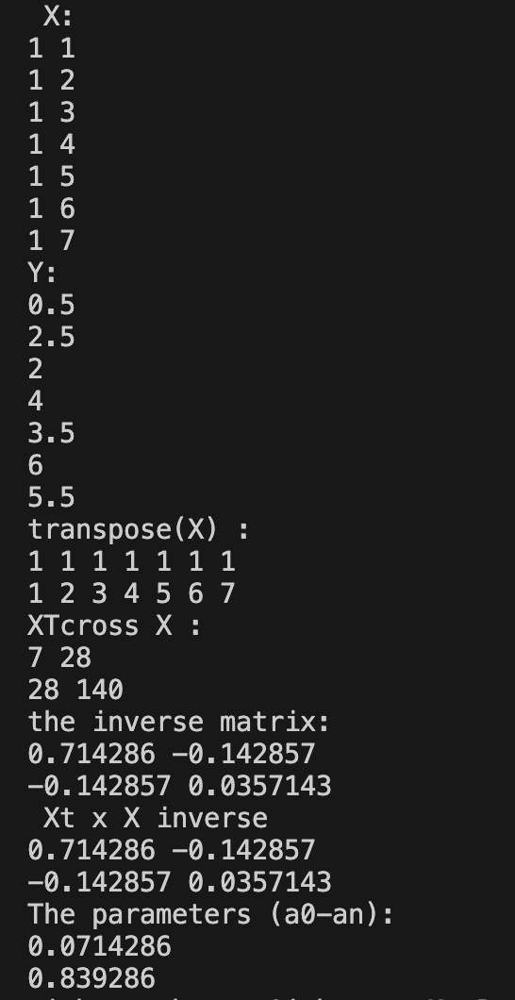 X:
1 1
1 2
1 3
1 4
1 5
1 6
1 7
Y:
0.5
2.5
2
4
3.5
6
5.5
transpose(X) :
1 1 1 1 1 1 1
1 2 3 4 5 6 7
XTcross X :
7 28
28 140
the inverse matrix:
0.714286 -0.142857
-0.142857 0.0357143
Xt x X inverse
0.714286 -0.142857
-0.142857 0.0357143
The parameters (a0-an):
0.0714286
0.839286